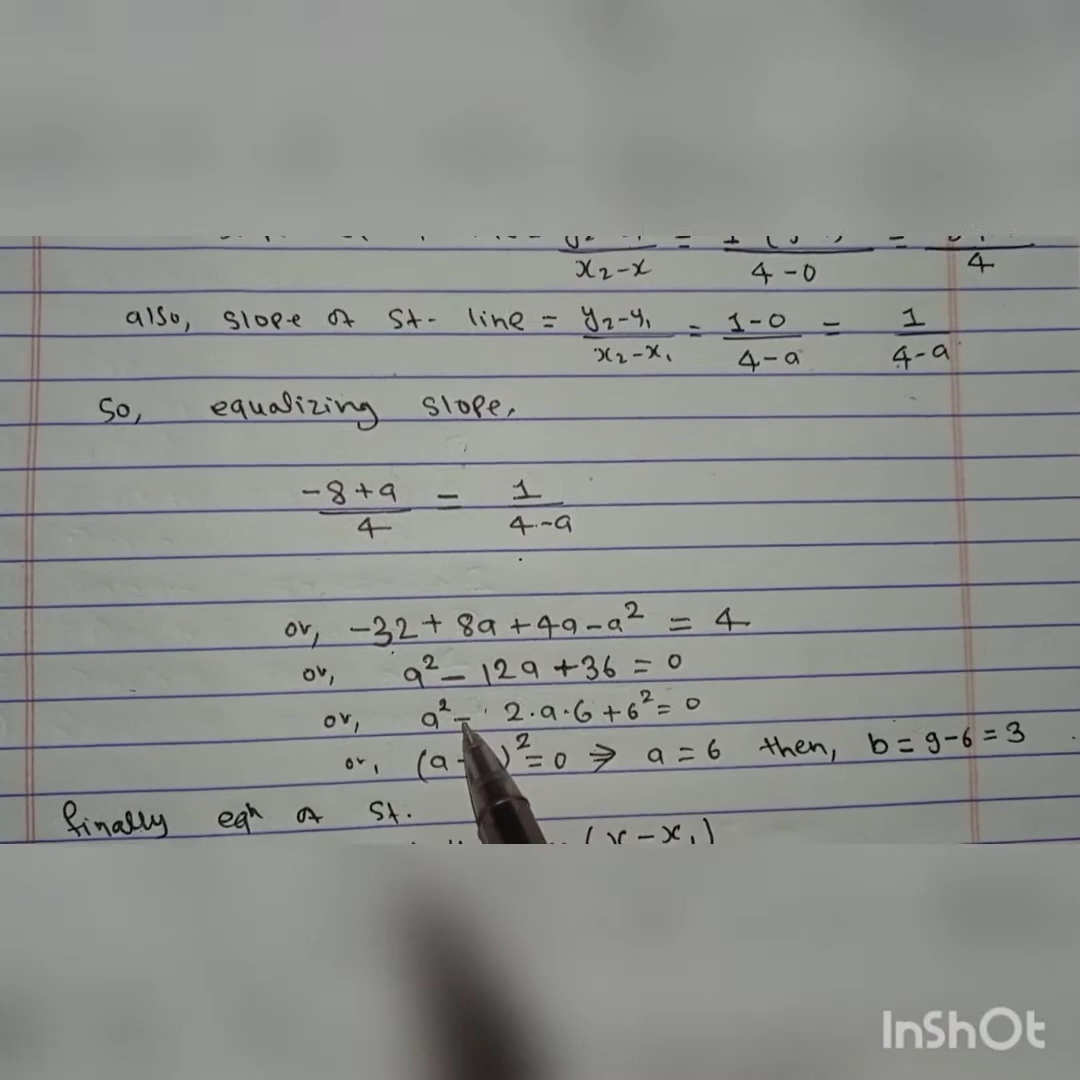 x₂-x = 4-0 = 4
also, slope of st- line = y₂-y₁/x₂-x₁ = 1-0/4-a = 1/4-a
So, equalizing slope,
-8+a/4 = 1/4-a
or, -32+8a+4a-a² = 4
or, a²-12a+36 = 0
or, a²- 2·a·6+6²=0
or, (a )²=0 ⇒ a=6 then, b=9-6=3
finally eqⁿ of st.
(x-x₁)
InShOt